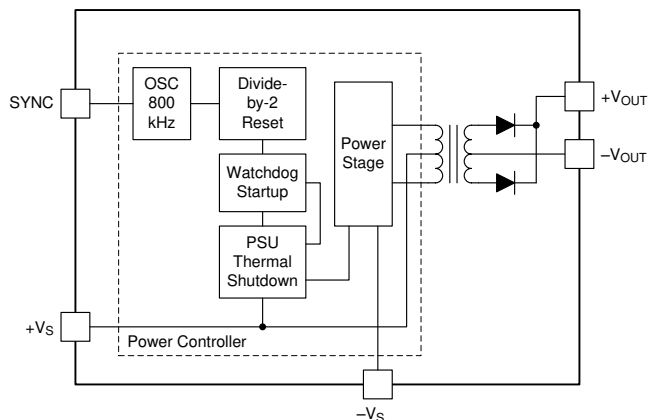 SYNC
OSC
800
kHz
Divide-
by-2
Reset
Watchdog
Startup
PSU
Thermal
Shutdown
Power
Stage
+VOUT
–VOUT
+VS
Power Controller
–VS